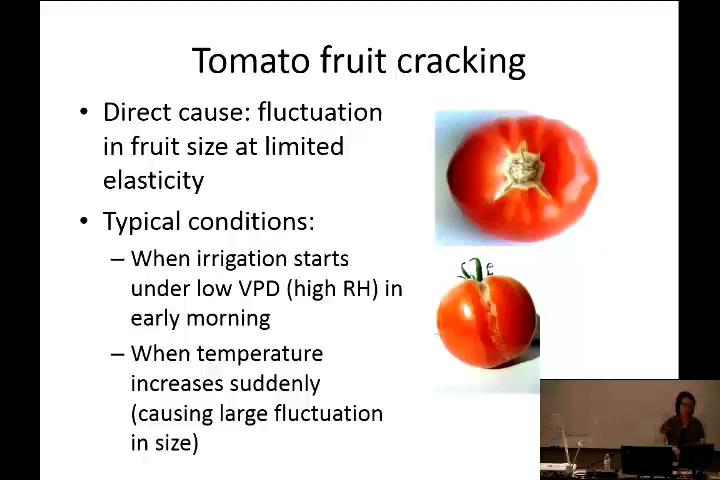 Tomato fruit cracking
• Direct cause: fluctuation
in fruit size at limited
elasticity
• Typical conditions:
– When irrigation starts
under low VPD (high RH) in
early morning
– When temperature
increases suddenly
(causing large fluctuation
in size)
e